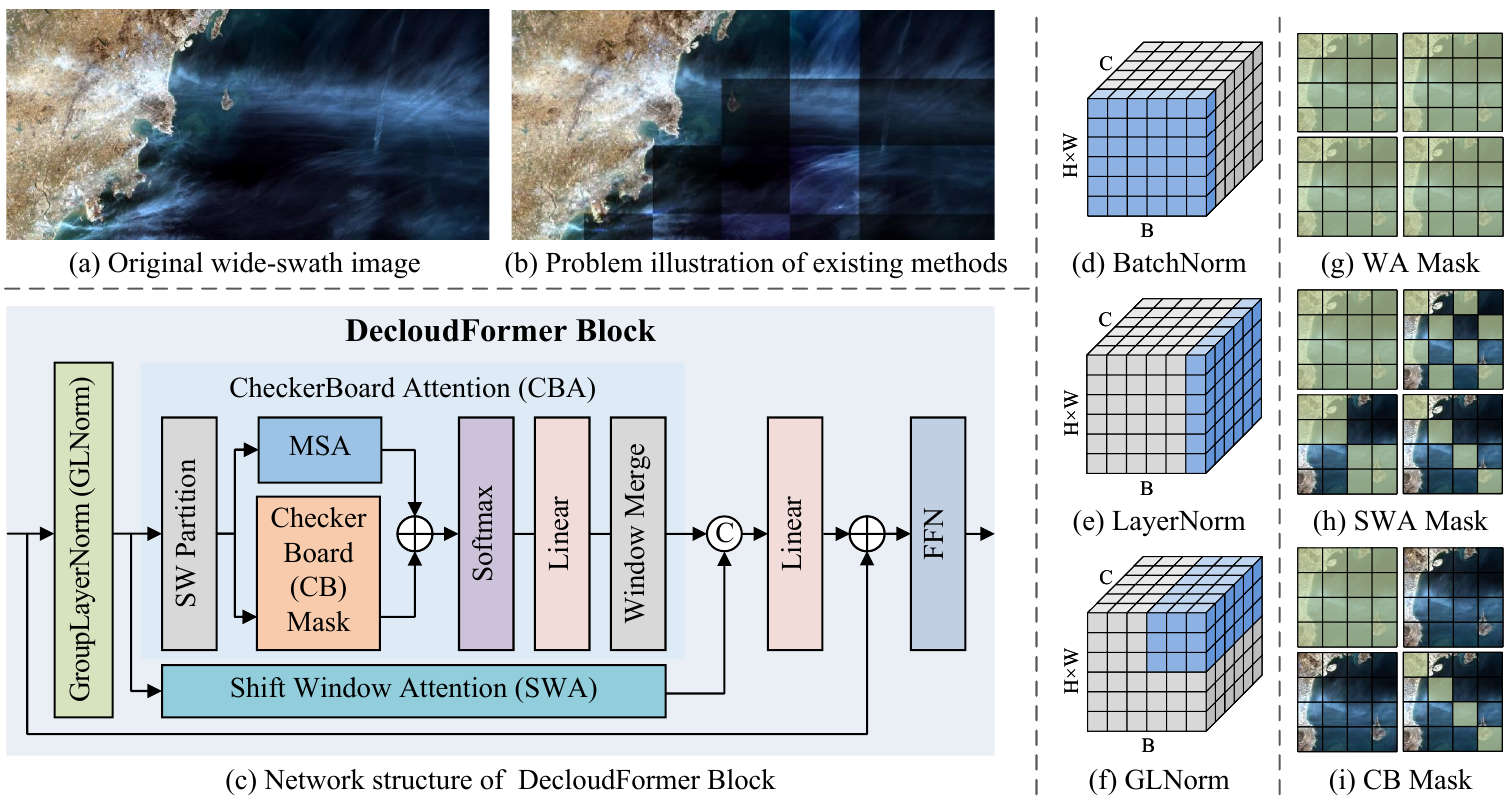 (a) Original wide-swath image
(b) Problem illustration of existing methods
DecloudFormer Block
GroupLayerNorm (GLNorm)
CheckerBoard Attention (CBA)
SW Partition
MSA
Checker
Board
(CB)
Mask
Softmax
Linear
Window Merge
C
Linear
FFN
Shift Window Attention (SWA)
(c) Network structure of DecloudFormer Block
C
H×W
B
(d) BatchNorm
C
H×W
B
(e) LayerNorm
C
H×W
B
(f) GLNorm
(g) WA Mask
(h) SWA Mask
(i) CB Mask